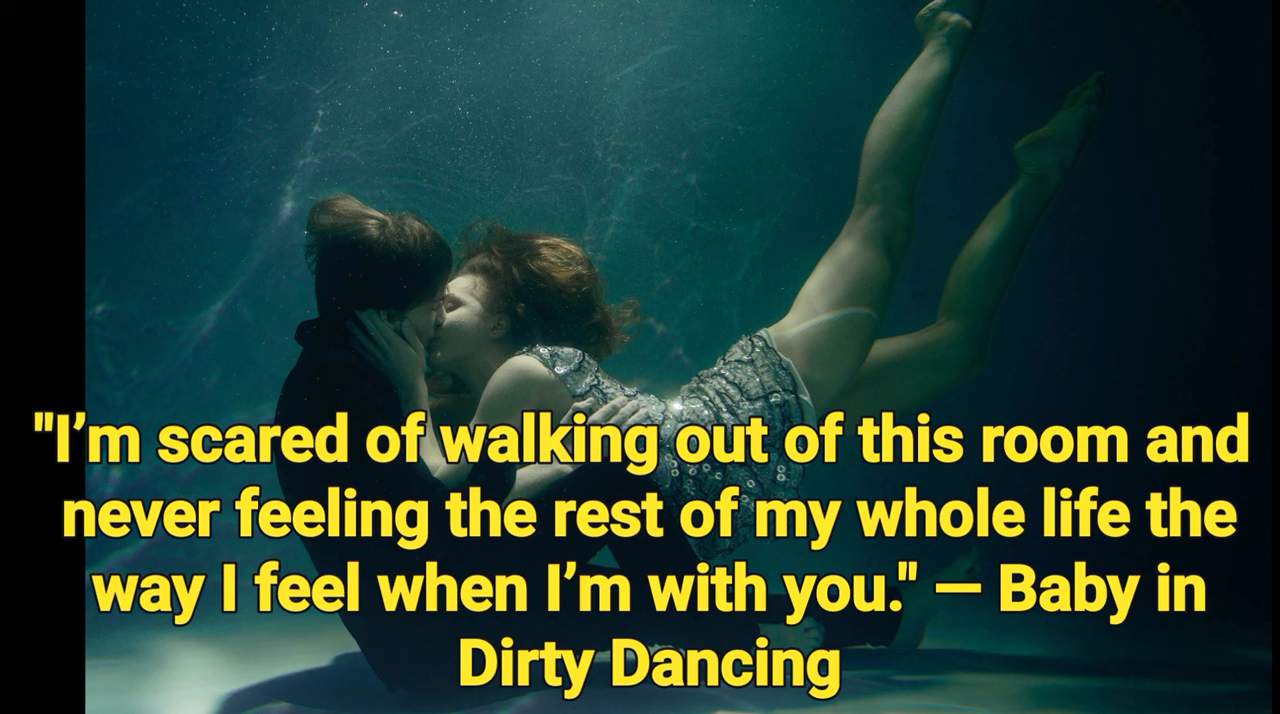 "I’m scared of walking out of this room and
never feeling the rest of my whole life the
way I feel when I’m with you." — Baby in
Dirty Dancing